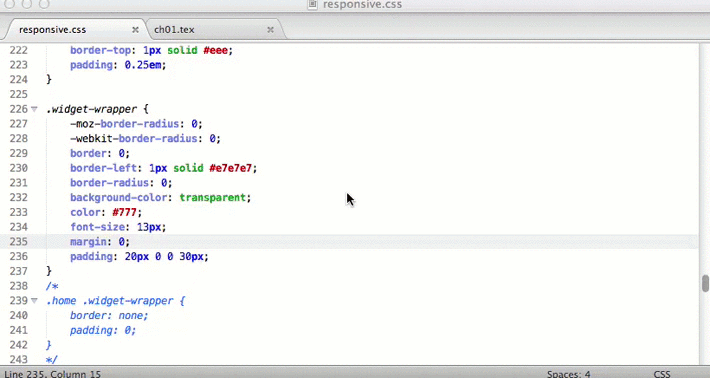 responsive.css
responsive.css × ch01.tex ×
222 border-top: 1px solid #eee;
223 padding: 0.25em;
224 }
225
226 .widget-wrapper {
227 -moz-border-radius: 0;
228 -webkit-border-radius: 0;
229 border: 0;
230 border-left: 1px solid #e7e7e7;
231 border-radius: 0;
232 background-color: transparent;
233 color: #777;
234 font-size: 13px;
235 margin: 0;
236 padding: 20px 0 0 30px;
237 }
238 /*
239 .home .widget-wrapper {
240 border: none;
241 padding: 0;
242 }
243 */
Line 235, Column 15 Spaces: 4 CSS